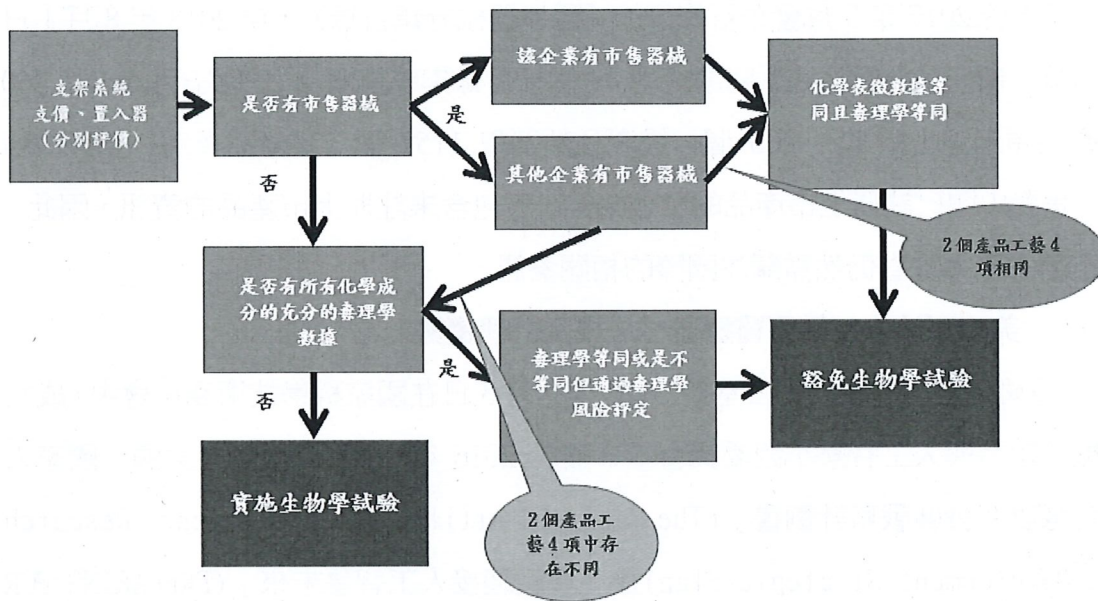 支架系統
支價、置入器
(分別評價)
是否有市售器械
是
否
該企業有市售器械
其他企業有市售器械
化學表徵數據等
同且毒理學等同
2個產品工藝4
項相同
是否有所有化學成
分的充分的毒理學
數據
是
否
毒理學等同或是不
等同但通過毒理學
風險評定
豁免生物學試驗
實施生物學試驗
2個產品工
藝4項中存
在不同